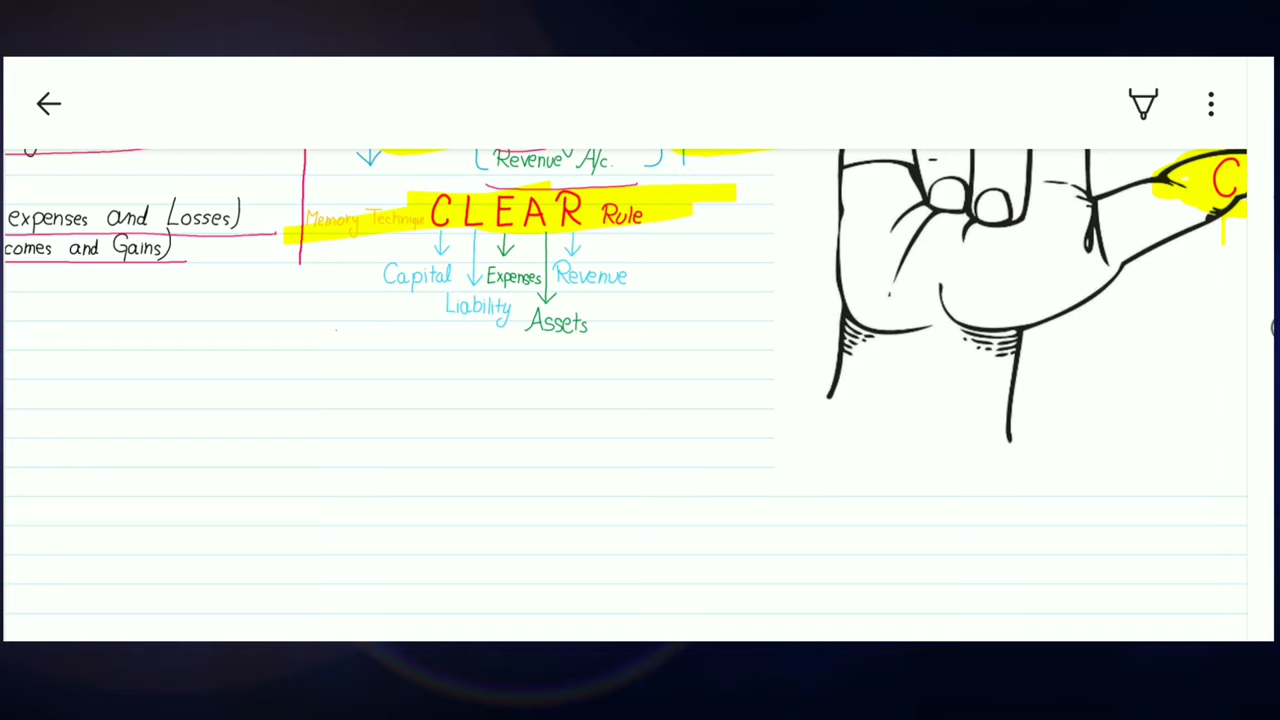 Revenue A/c.
expenses and Losses)
comes and Gains)
Memory Technique CLEAR Rule
Capital Expenses Revenue
Liability
Assets
C